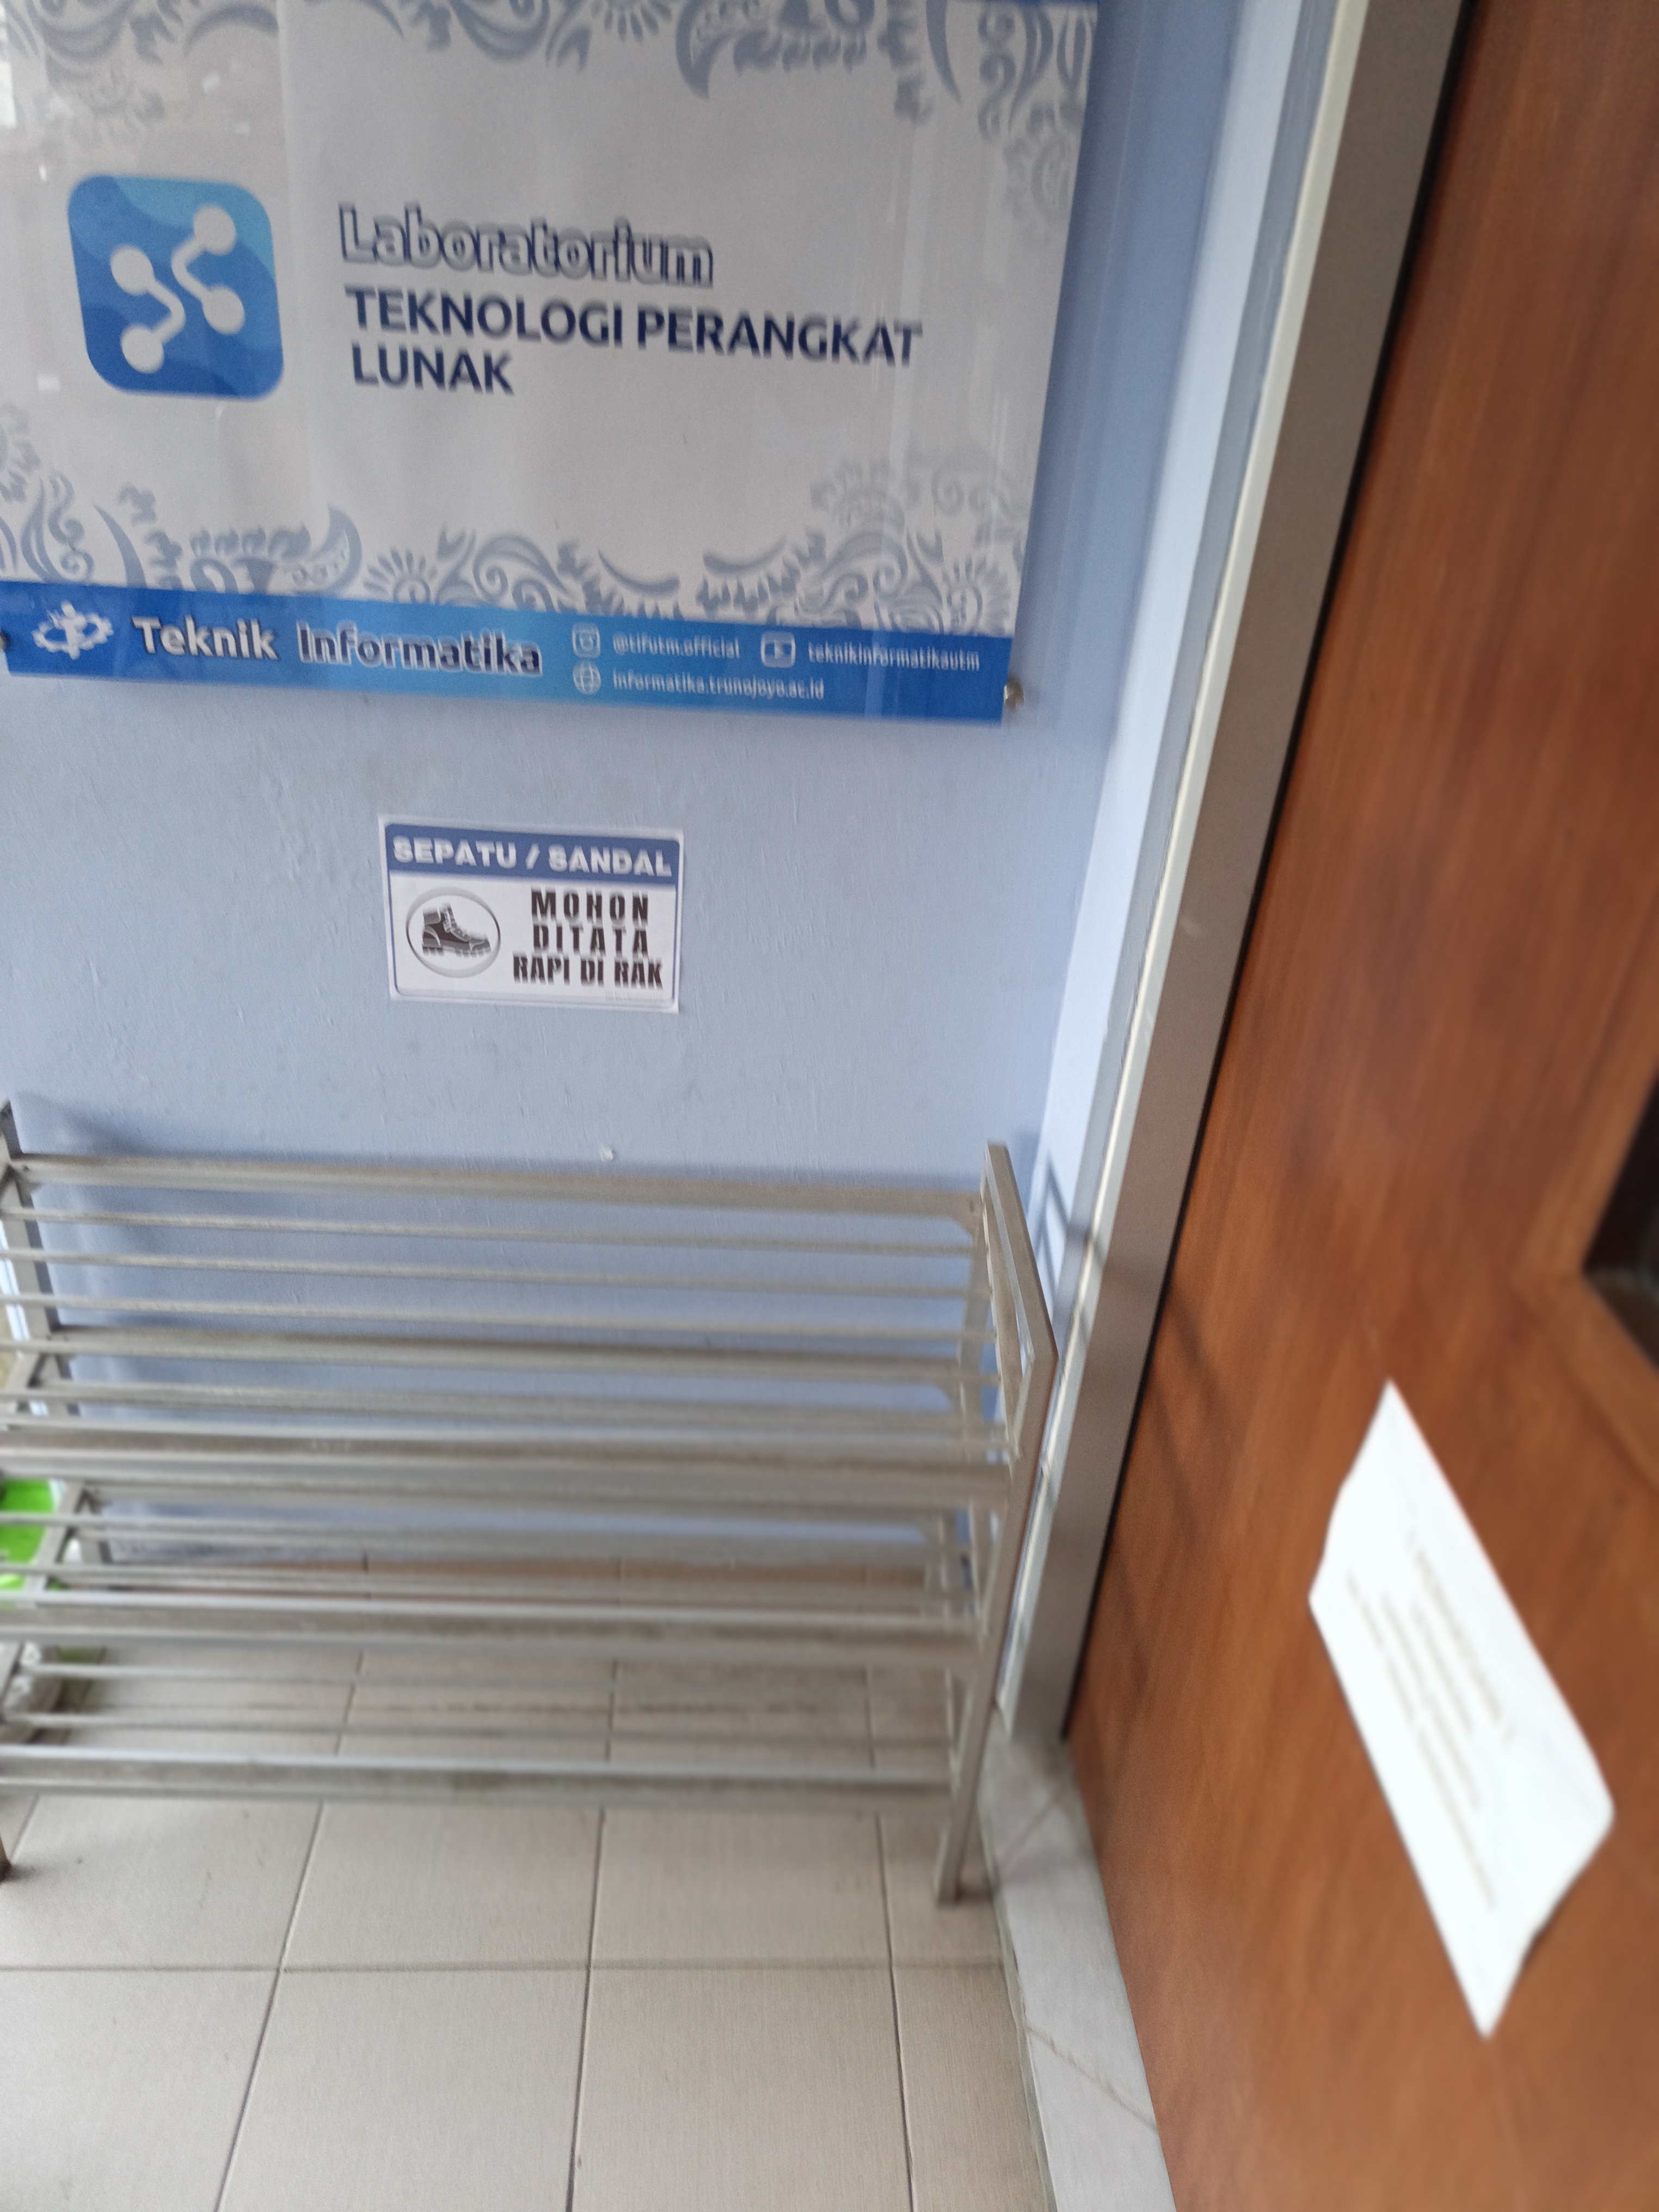 Laboratorium
TEKNOLOGI PERANGKAT
LUNAK
Teknik Informatika
@tifutm.official
teknikinformatikautm
informatika.trunojoyo.ac.id
SEPATU / SANDAL
MOHON
DITATA
RAPI DI RAK